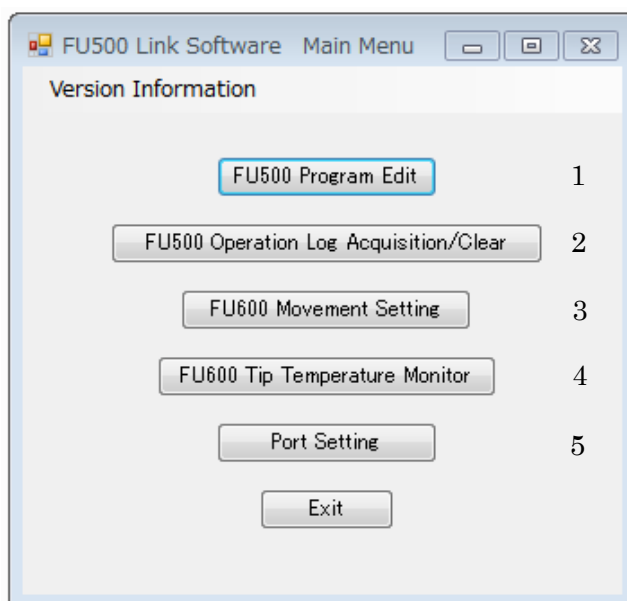 FU500 Link Software Main Menu
Version Information
FU500 Program Edit 1
FU500 Operation Log Acquisition/Clear 2
FU600 Movement Setting 3
FU600 Tip Temperature Monitor 4
Port Setting 5
Exit